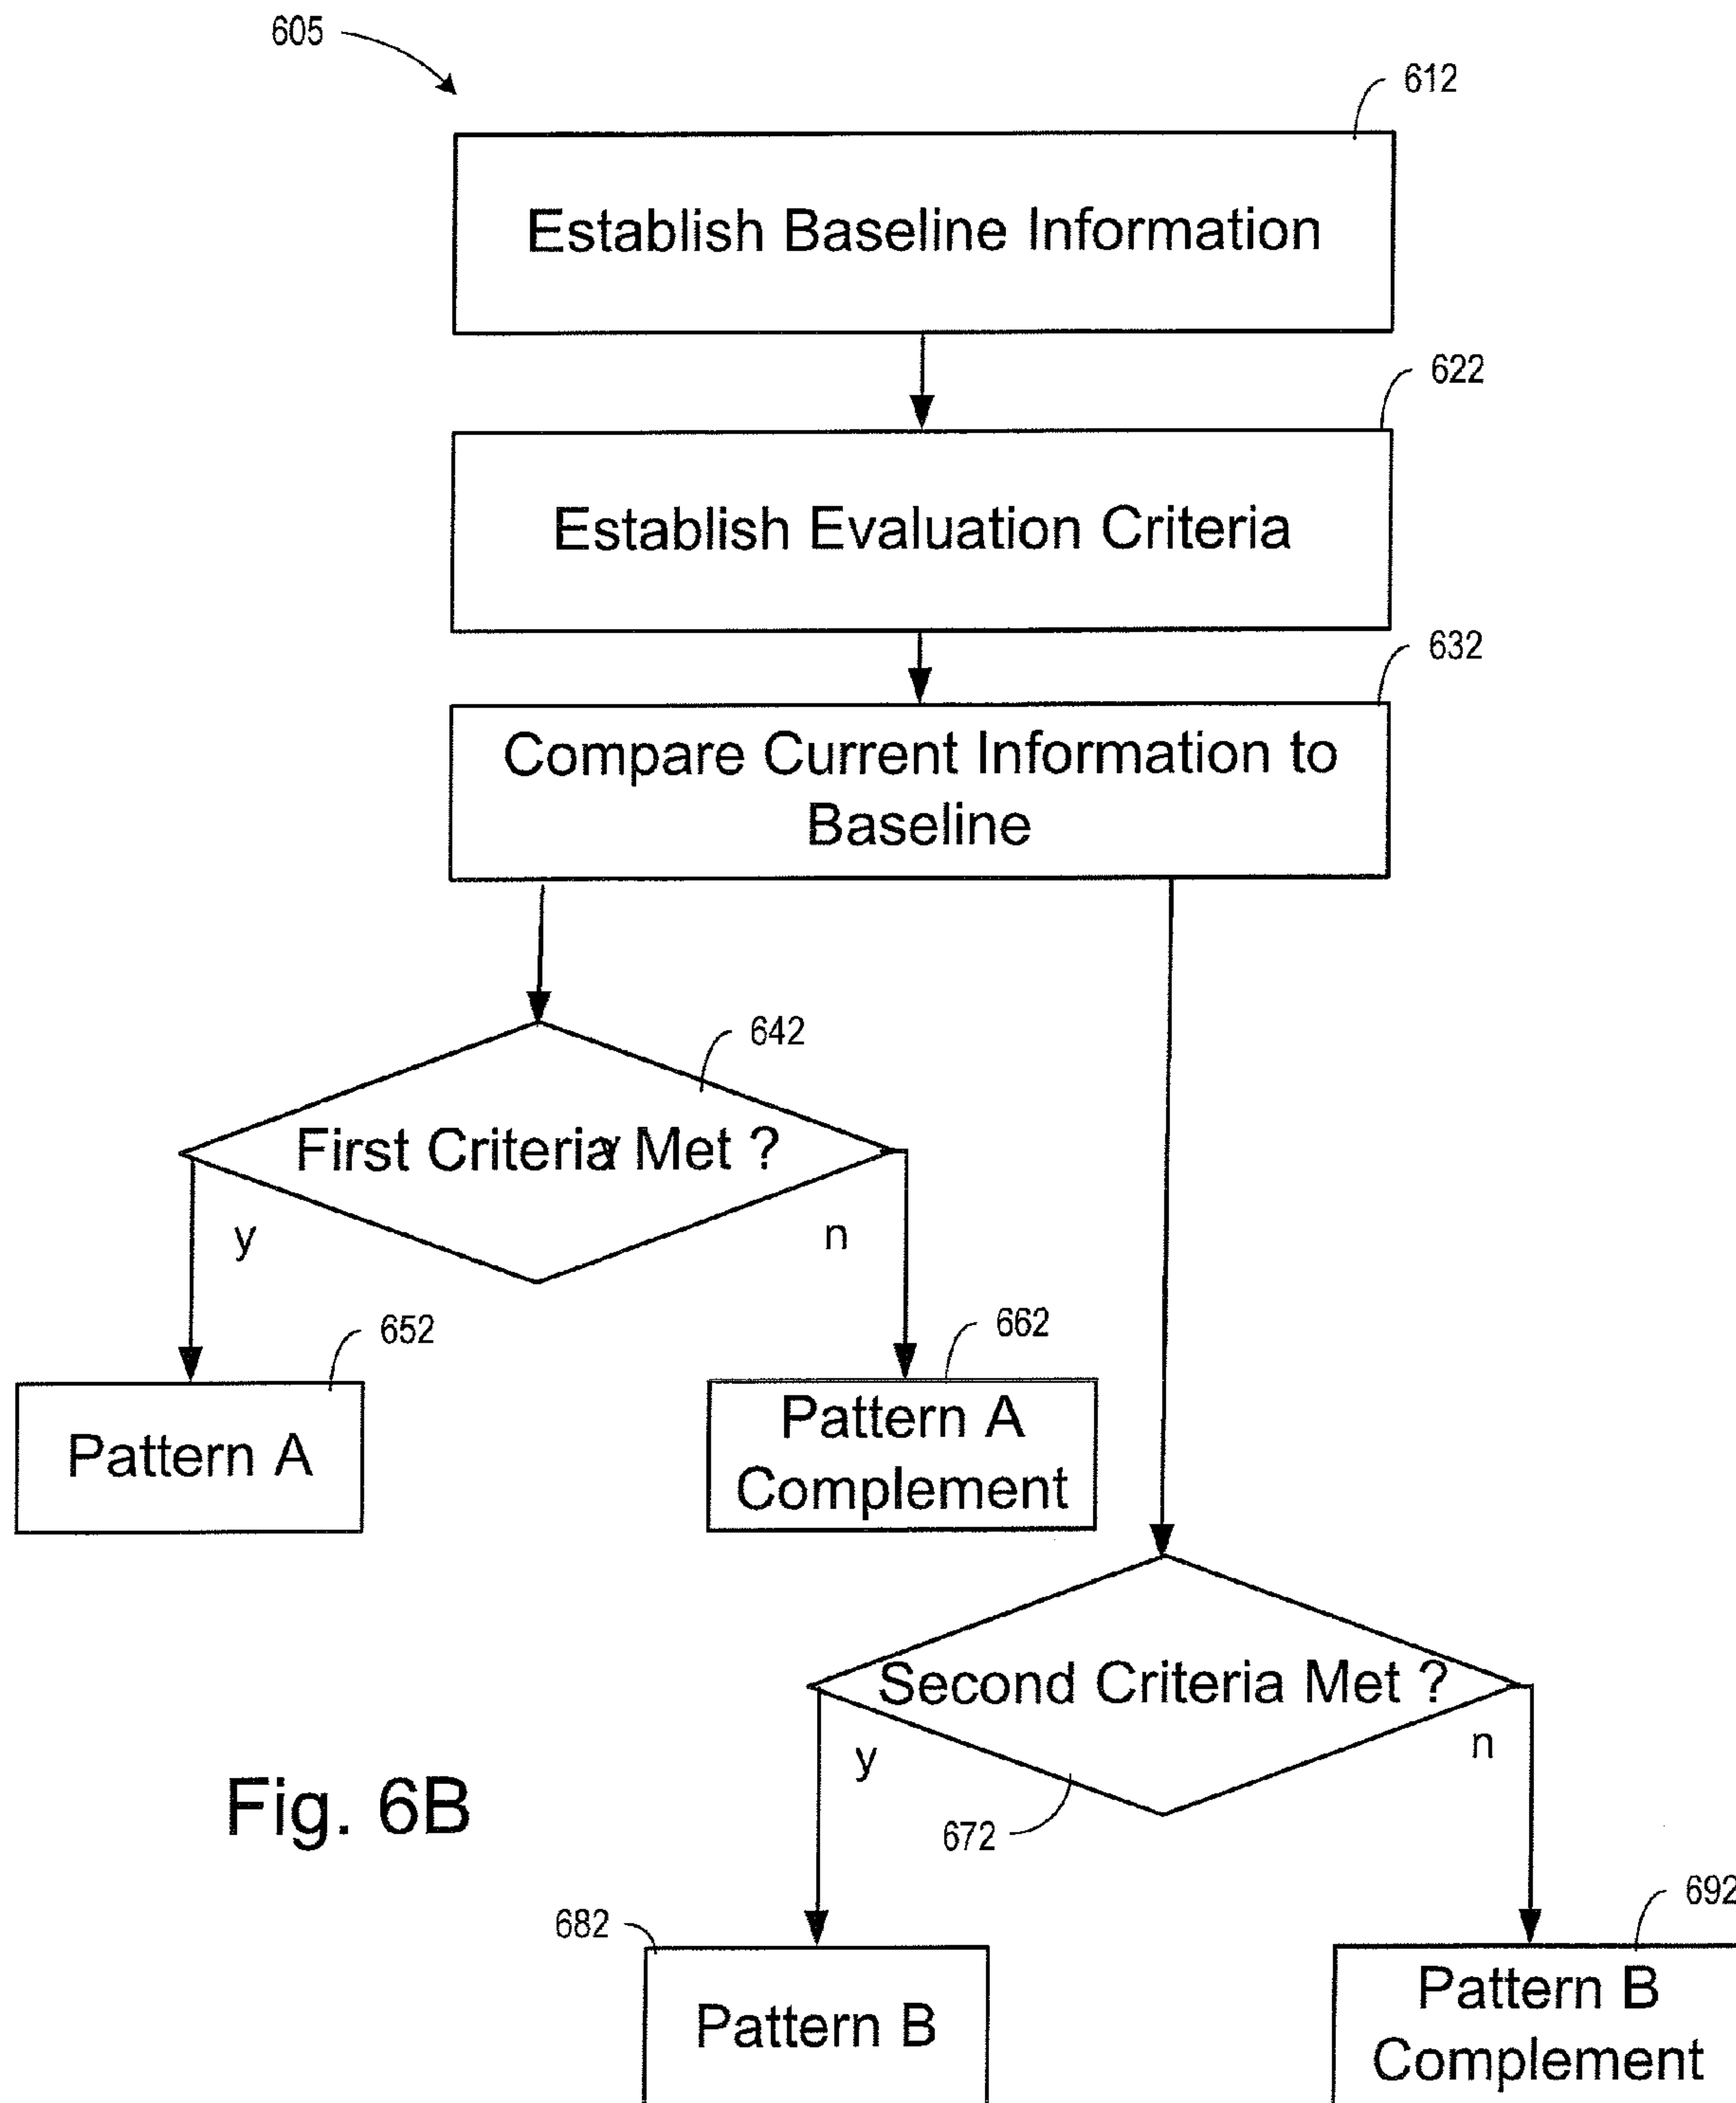 605
612
Establish Baseline Information
622
Establish Evaluation Criteria
632
Compare Current Information to
Baseline
642
First Criteria Met ?
y
n
652
662
Pattern A
Pattern A
Complement
Second Criteria Met ?
y
n
672
Fig. 6B
682
692
Pattern B
Pattern B
Complement